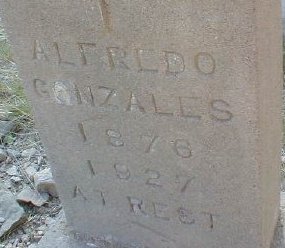 ALFREDO
GONZALES
1876
1927
AT REST